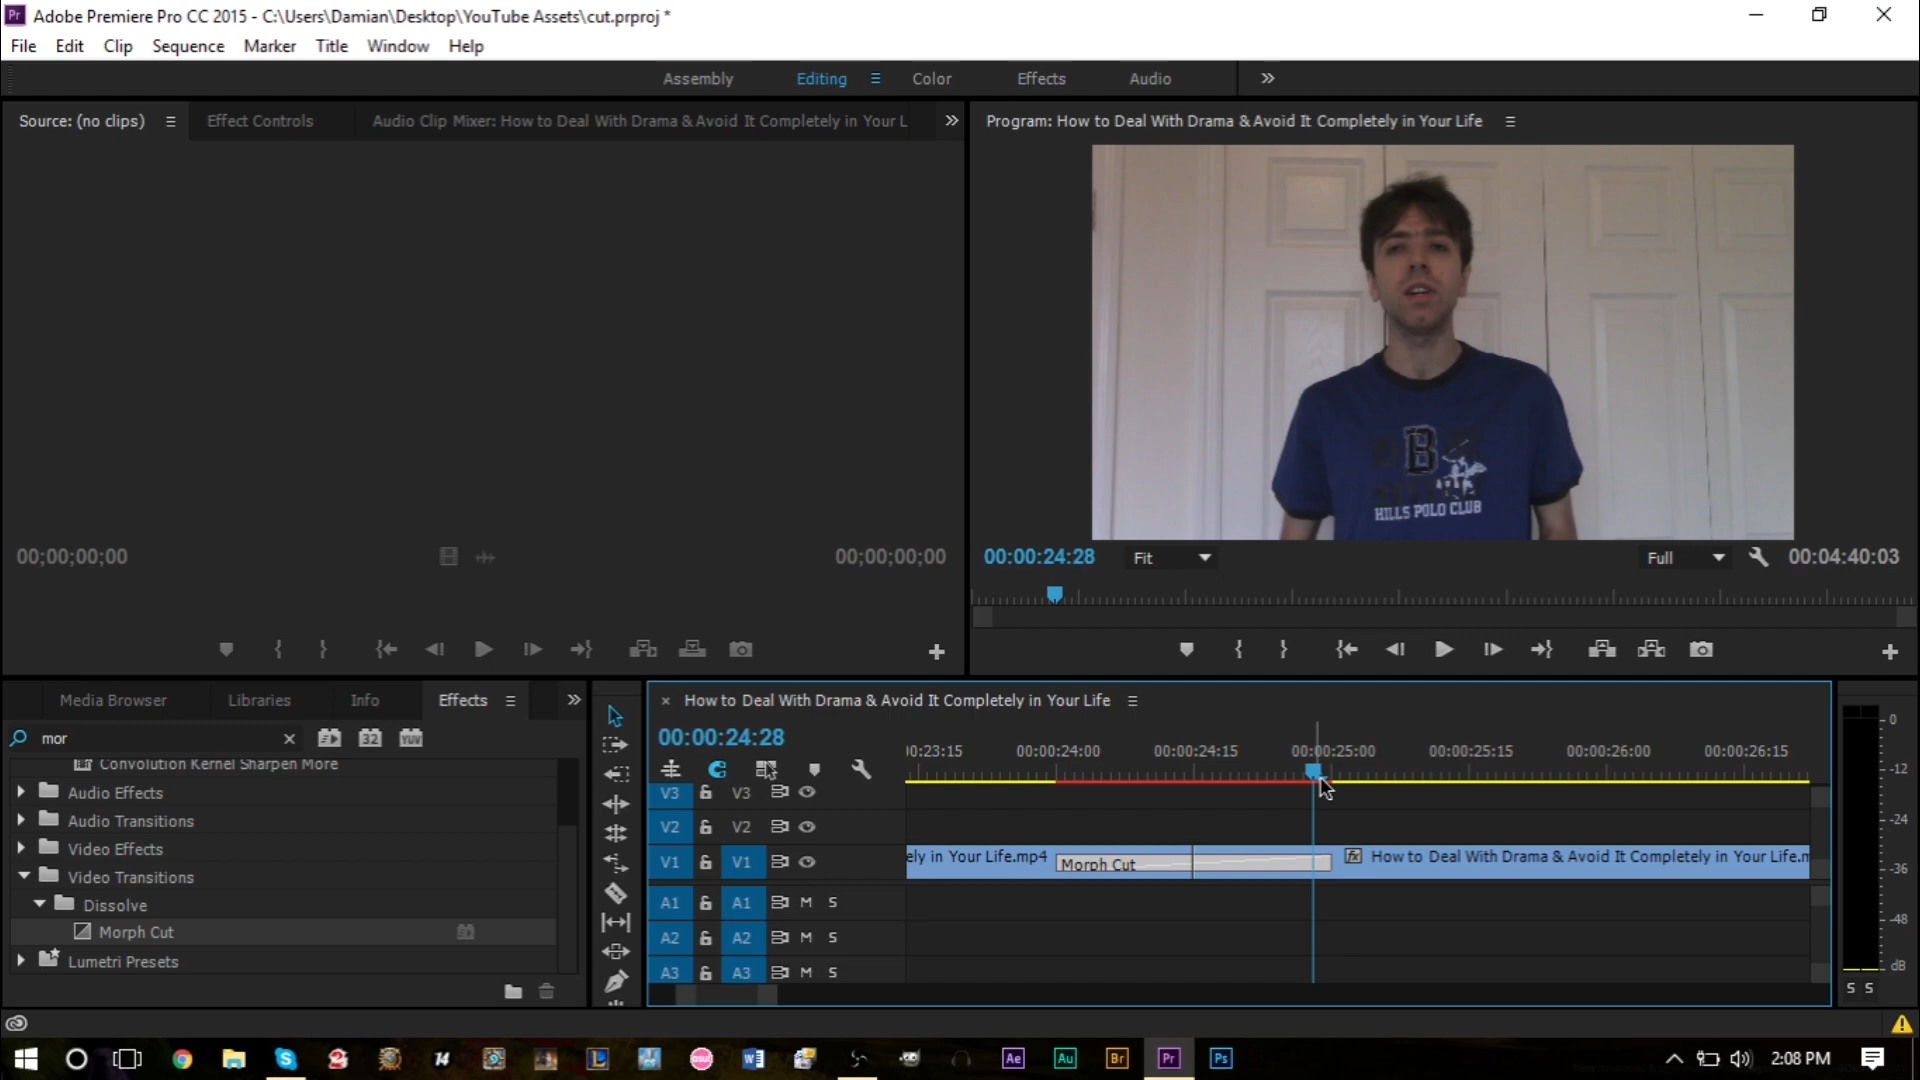 Adobe Premiere Pro CC 2015 - C:\Users\Damian\Desktop\YouTube Assets\cut.prproj *
File Edit Clip Sequence Marker Title Window Help
Assembly Editing Color Effects Audio
Source: (no clips) Effect Controls Audio Clip Mixer: How to Deal With Drama & Avoid It Completely in Your L
Program: How to Deal With Drama & Avoid It Completely in Your Life
B
HILLS POLO CLUB
00;00;00;00 00;00;00;00
00:00:24:28 Fit Full 00:04:40:03
Media Browser Libraries Info Effects
mor 32 YUV
Convolution Kernel Sharpen More
Audio Effects
Audio Transitions
Video Effects
Video Transitions
Dissolve
Morph Cut
Lumetri Presets
× How to Deal With Drama & Avoid It Completely in Your Life
00:00:24:28
0:23:15 00:00:24:00 00:00:24:15 00:00:25:00 00:00:25:15 00:00:26:00 00:00:26:15
V3 V3
V2 V2
V1 V1 ely in Your Life.mp4 Morph Cut fx How to Deal With Drama & Avoid It Completely in Your Life.m
A1 A1 M S
A2 A2 M S
A3 A3 M S
0
-12
-24
-36
-48
dB
S S
Pr
2 14 L osu! W Ae Au Br Pr Ps 2:08 PM